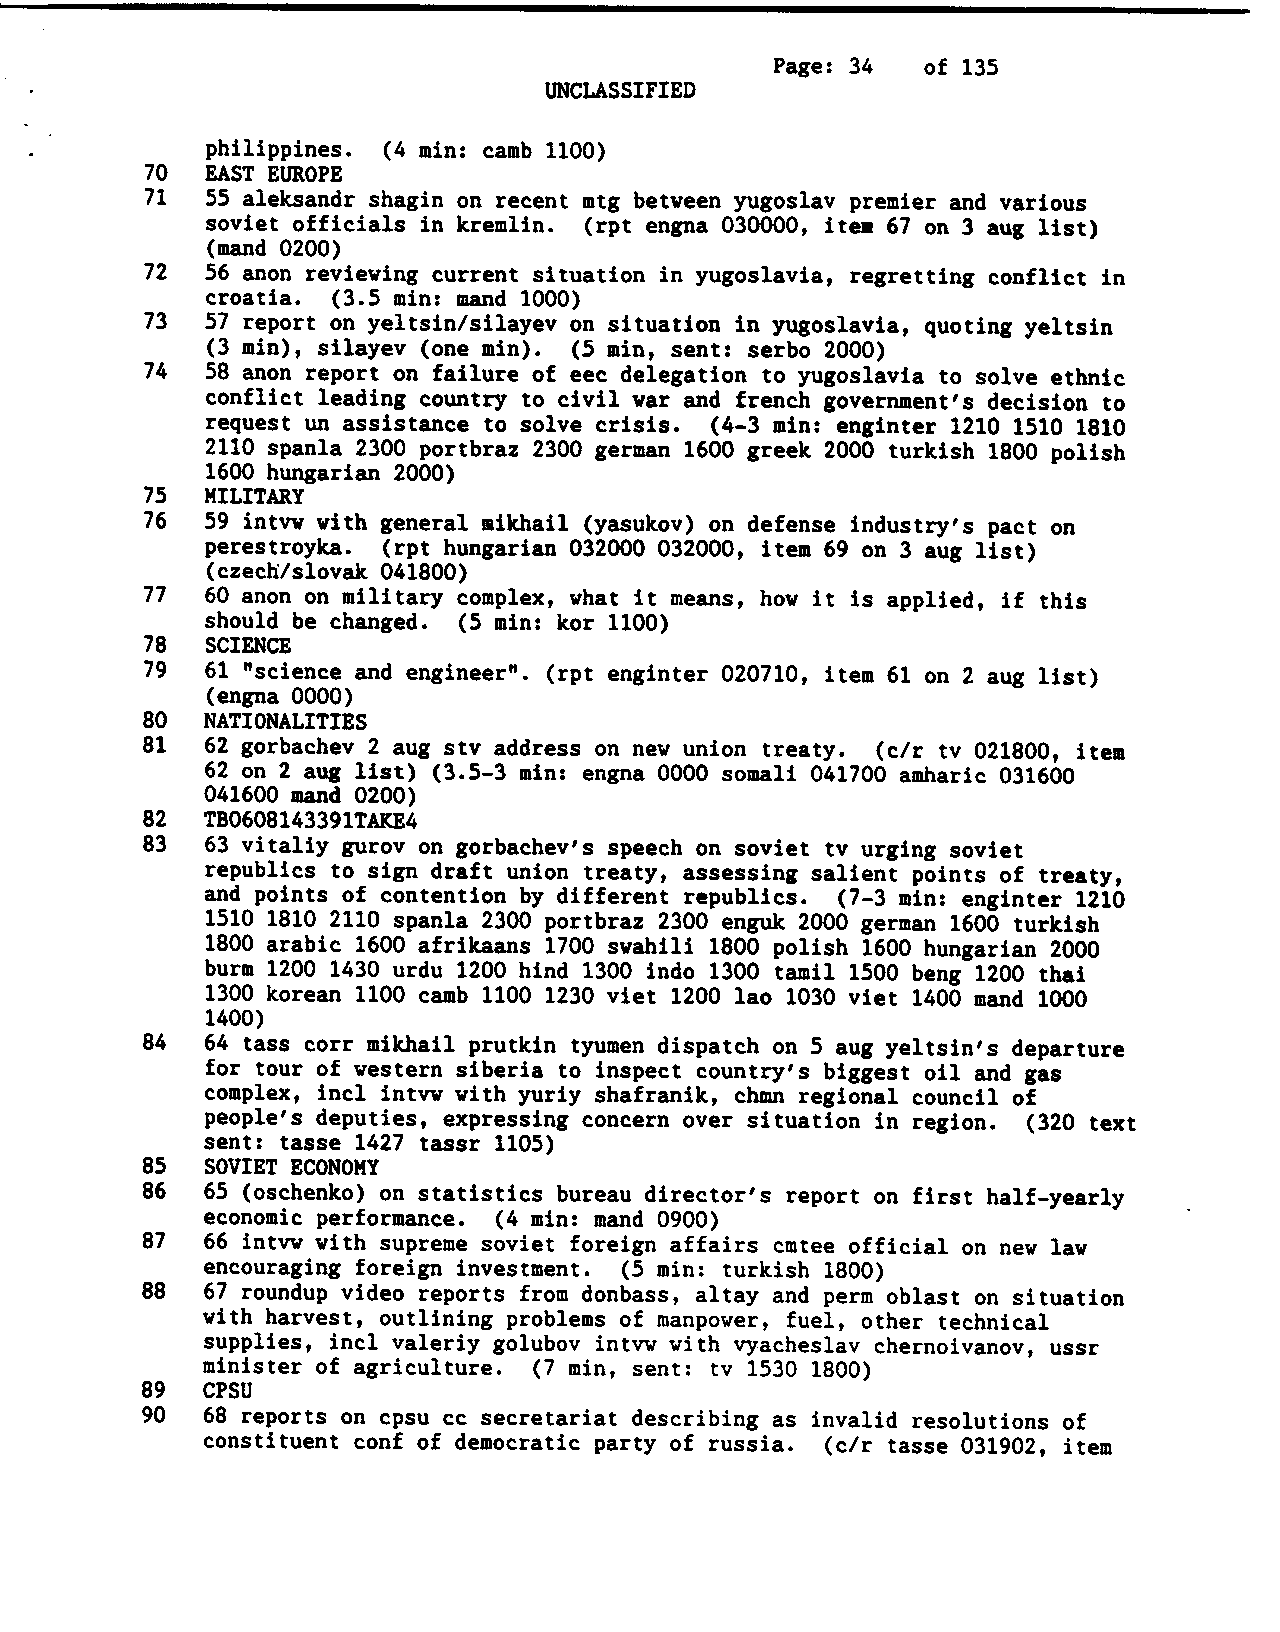 Page: 34 of 135
UNCLASSIFIED
philippines. (4 min: camb 1100)
70 EAST EUROPE
71 55 aleksandr shagin on recent mtg between yugoslav premier and various
soviet officials in kremlin. (rpt engna 030000, item 67 on 3 aug list)
(mand 0200)
72 56 anon reviewing current situation in yugoslavia, regretting conflict in
croatia. (3.5 min: mand 1000)
73 57 report on yeltsin/silayev on situation in yugoslavia, quoting yeltsin
(3 min), silayev (one min). (5 min, sent: serbo 2000)
74 58 anon report on failure of eec delegation to yugoslavia to solve ethnic
conflict leading country to civil war and french government's decision to
request un assistance to solve crisis. (4-3 min: enginter 1210 1510 1810
2110 spanla 2300 portbraz 2300 german 1600 greek 2000 turkish 1800 polish
1600 hungarian 2000)
75 MILITARY
76 59 intvw with general mikhail (yasukov) on defense industry's pact on
perestroyka. (rpt hungarian 032000 032000, item 69 on 3 aug list)
(czech/slovak 041800)
77 60 anon on military complex, what it means, how it is applied, if this
should be changed. (5 min: kor 1100)
78 SCIENCE
79 61 "science and engineer". (rpt enginter 020710, item 61 on 2 aug list)
(engna 0000)
80 NATIONALITIES
81 62 gorbachev 2 aug stv address on new union treaty. (c/r tv 021800, item
62 on 2 aug list) (3.5-3 min: engna 0000 somali 041700 amharic 031600
041600 mand 0200)
82 TB0608143391TAKE4
83 63 vitaliy gurov on gorbachev's speech on soviet tv urging soviet
republics to sign draft union treaty, assessing salient points of treaty,
and points of contention by different republics. (7-3 min: enginter 1210
1510 1810 2110 spanla 2300 portbraz 2300 enguk 2000 german 1600 turkish
1800 arabic 1600 afrikaans 1700 swahili 1800 polish 1600 hungarian 2000
burm 1200 1430 urdu 1200 hind 1300 indo 1300 tamil 1500 beng 1200 thai
1300 korean 1100 camb 1100 1230 viet 1200 lao 1030 viet 1400 mand 1000
1400)
84 64 tass corr mikhail prutkin tyumen dispatch on 5 aug yeltsin's departure
for tour of western siberia to inspect country's biggest oil and gas
complex, incl intvw with yuriy shafranik, chmn regional council of
people's deputies, expressing concern over situation in region. (320 text
sent: tasse 1427 tassr 1105)
85 SOVIET ECONOMY
86 65 (oschenko) on statistics bureau director's report on first half-yearly
economic performance. (4 min: mand 0900)
87 66 intvw with supreme soviet foreign affairs cmtee official on new law
encouraging foreign investment. (5 min: turkish 1800)
88 67 roundup video reports from donbass, altay and perm oblast on situation
with harvest, outlining problems of manpower, fuel, other technical
supplies, incl valeriy golubov intvw with vyacheslav chernoivanov, ussr
minister of agriculture. (7 min, sent: tv 1530 1800)
89 CPSU
90 68 reports on cpsu cc secretariat describing as invalid resolutions of
constituent conf of democratic party of russia. (c/r tasse 031902, item